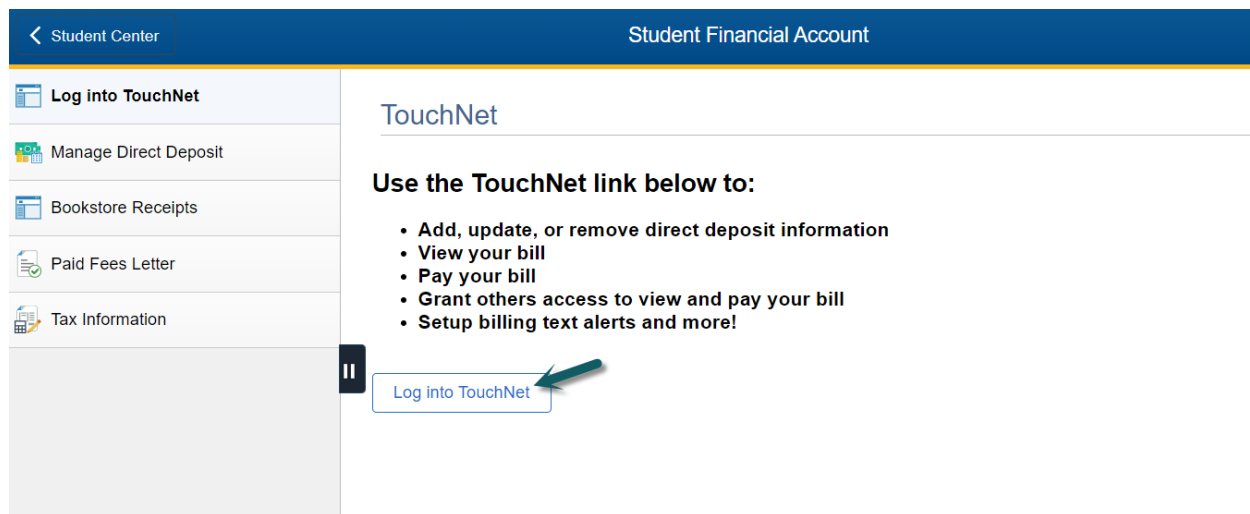 Student Center
Student Financial Account
Log into TouchNet
Manage Direct Deposit
Bookstore Receipts
Paid Fees Letter
Tax Information
TouchNet
Use the TouchNet link below to:
• Add, update, or remove direct deposit information
• View your bill
• Pay your bill
• Grant others access to view and pay your bill
• Setup billing text alerts and more!
Log into TouchNet